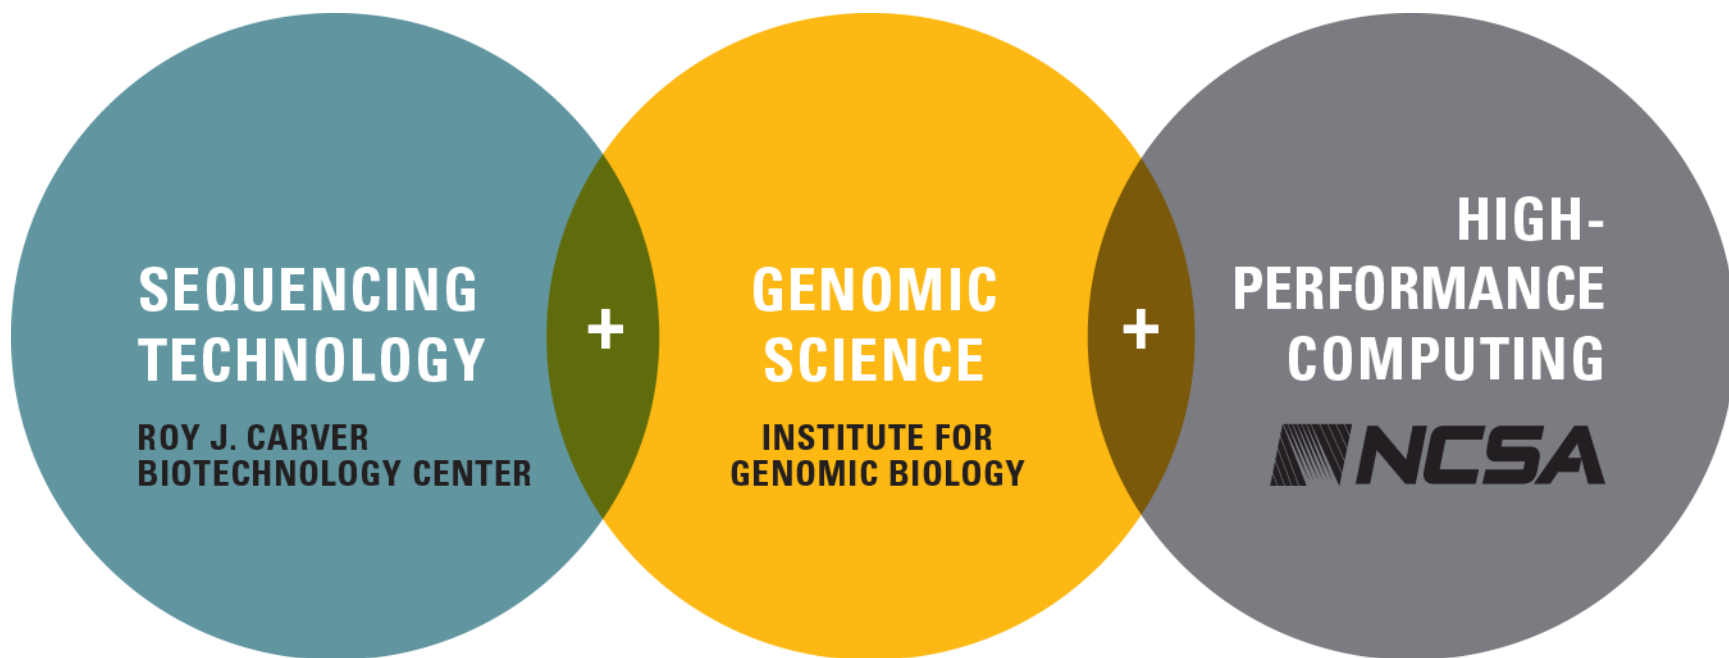 SEQUENCING
TECHNOLOGY
ROY J. CARVER
BIOTECHNOLOGY CENTER
+
GENOMIC
SCIENCE
INSTITUTE FOR
GENOMIC BIOLOGY
+
HIGH-
PERFORMANCE
COMPUTING
NCSA